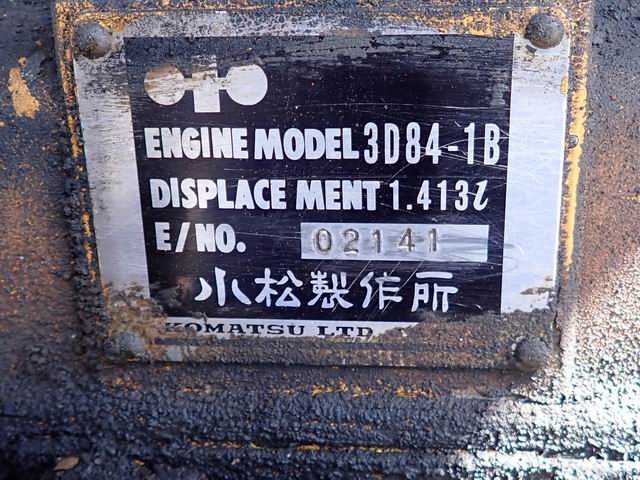 ENGINE MODEL 3D84-1B
DISPLACE MENT 1.413ℓ
E/NO. 02141
小松製作所
KOMATSU LTD